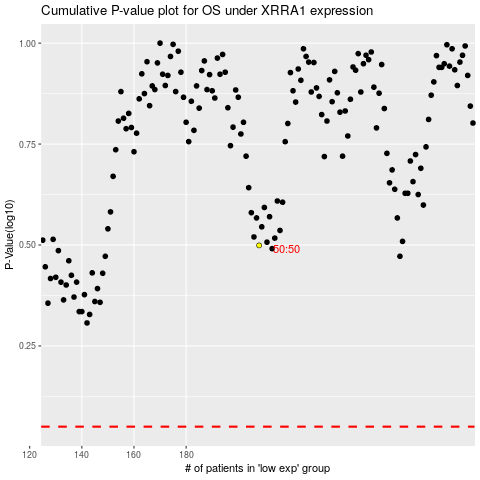 Cumulative P-value plot for OS under XRRA1 expression
P-Value(log10)
1.00
0.75
0.50
0.25
50:50
120 140 160 180
# of patients in 'low exp' group